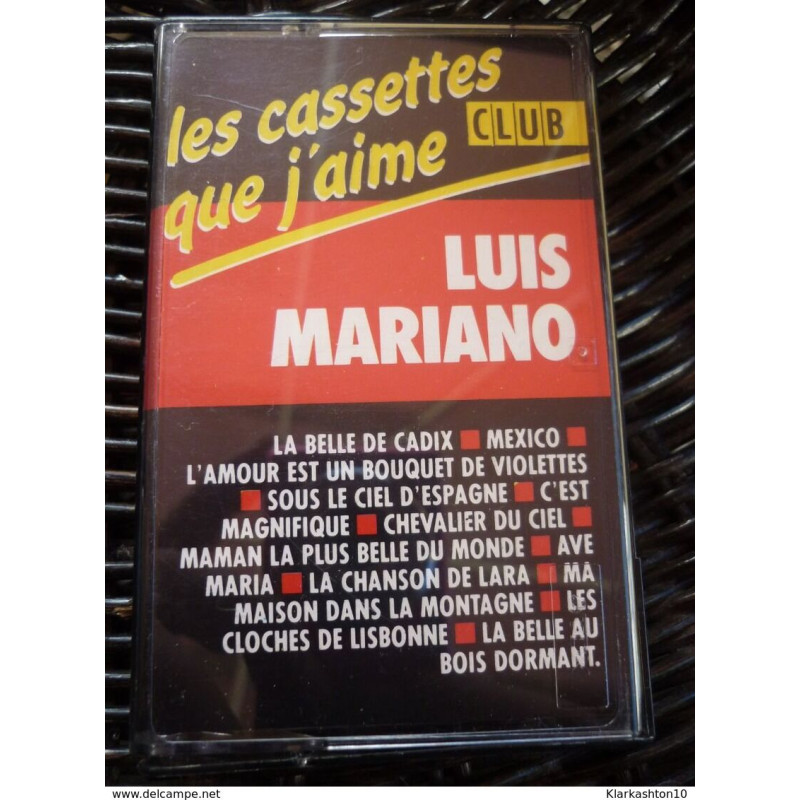 les cassettes
que j'aime CLUB
LUIS
MARIANO
LA BELLE DE CADIX ■ MEXICO ■
L'AMOUR EST UN BOUQUET DE VIOLETTES
■ SOUS LE CIEL D'ESPAGNE ■ C'EST
MAGNIFIQUE ■ CHEVALIER DU CIEL ■
MAMAN LA PLUS BELLE DU MONDE ■ AVE
MARIA ■ LA CHANSON DE LARA ■ MA
MAISON DANS LA MONTAGNE ■ LES
CLOCHES DE LISBONNE ■ LA BELLE AU
BOIS DORMANT.
www.delcampe.net
Klarkashton10